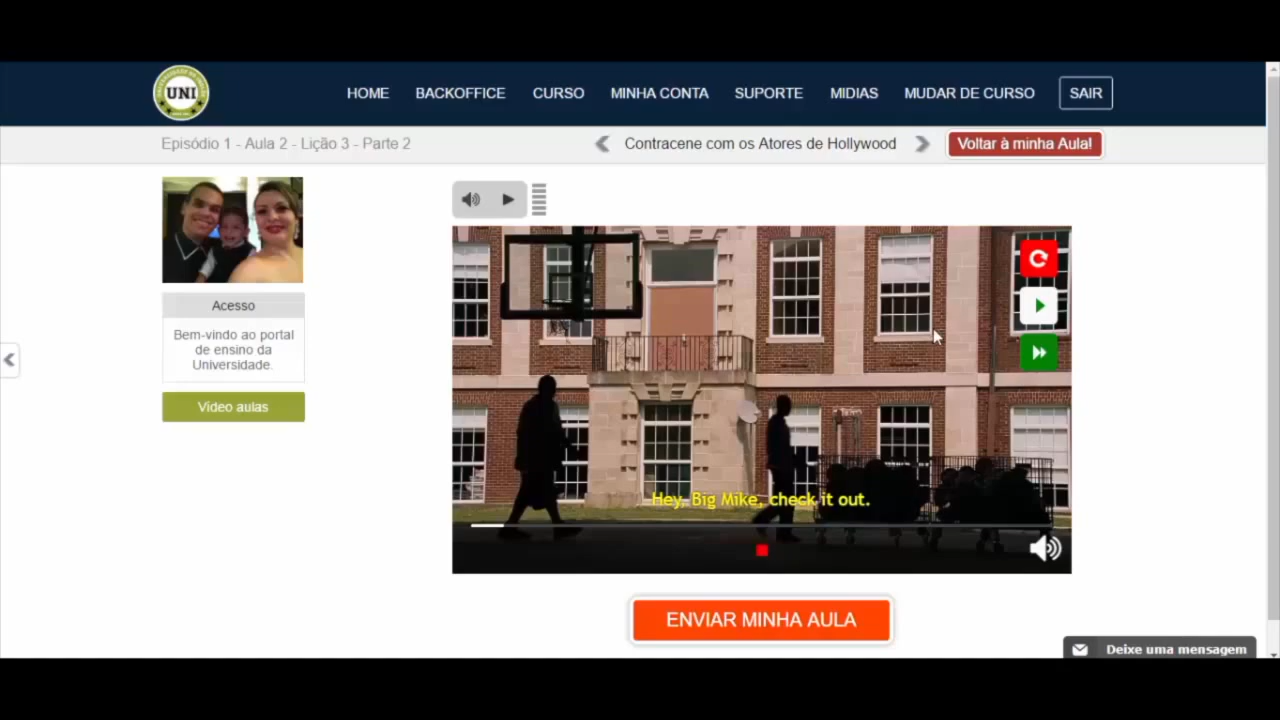 UNI
HOME
BACKOFFICE
CURSO
MINHA CONTA
SUPORTE
MIDIAS
MUDAR DE CURSO
SAIR
Episódio 1 - Aula 2 - Lição 3 - Parte 2
Contracene com os Atores de Hollywood
Voltar à minha Aula!
Acesso
Bem-vindo ao portal
de ensino da
Universidade.
Vídeo aulas
Hey, Big Mike, check it out.
ENVIAR MINHA AULA
Deixe uma mensagem